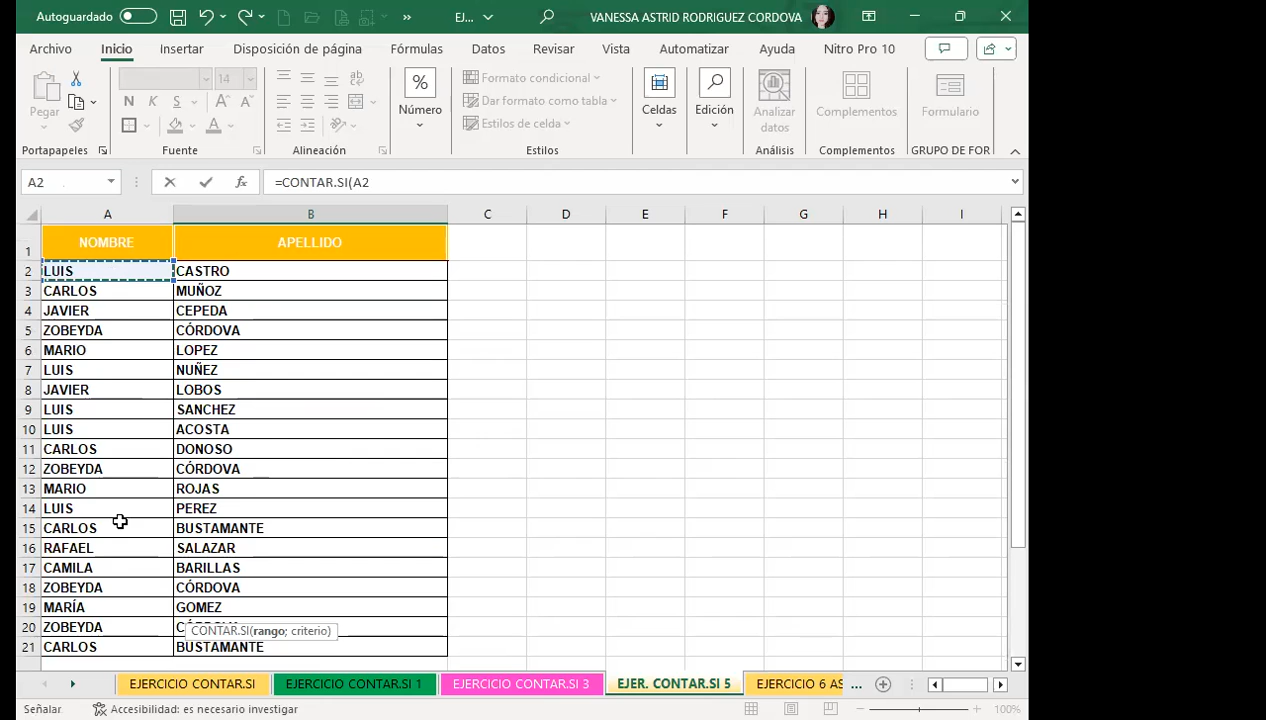 Autoguardado EJ... VANESSA ASTRID RODRIGUEZ CORDOVA
Archivo Inicio Insertar Disposición de página Fórmulas Datos Revisar Vista Automatizar Ayuda Nitro Pro 10
Pegar N K S 14 A A A Número Formato condicional Dar formato como tabla Estilos de celda Celdas Edición Analizar datos Complementos Formulario
Portapapeles Fuente Alineación Estilos Análisis Complementos GRUPO DE FOR
A2 fx =CONTAR.SI(A2
A B C D E F G H I
1 NOMBRE APELLIDO
2 LUIS CASTRO
3 CARLOS MUÑOZ
4 JAVIER CEPEDA
5 ZOBEYDA CÓRDOVA
6 MARIO LOPEZ
7 LUIS NUÑEZ
8 JAVIER LOBOS
9 LUIS SANCHEZ
10 LUIS ACOSTA
11 CARLOS DONOSO
12 ZOBEYDA CÓRDOVA
13 MARIO ROJAS
14 LUIS PEREZ
15 CARLOS BUSTAMANTE
16 RAFAEL SALAZAR
17 CAMILA BARILLAS
18 ZOBEYDA CÓRDOVA
19 MARÍA GOMEZ
20 ZOBEYDA
CONTAR.SI(rango; criterio)
21 CARLOS BUSTAMANTE
EJERCICIO CONTAR.SI EJERCICIO CONTAR.SI 1 EJERCICIO CONTAR.SI 3 EJER. CONTAR.SI 5 EJERCICIO 6 AS ...
Señalar Accesibilidad: es necesario investigar 100%